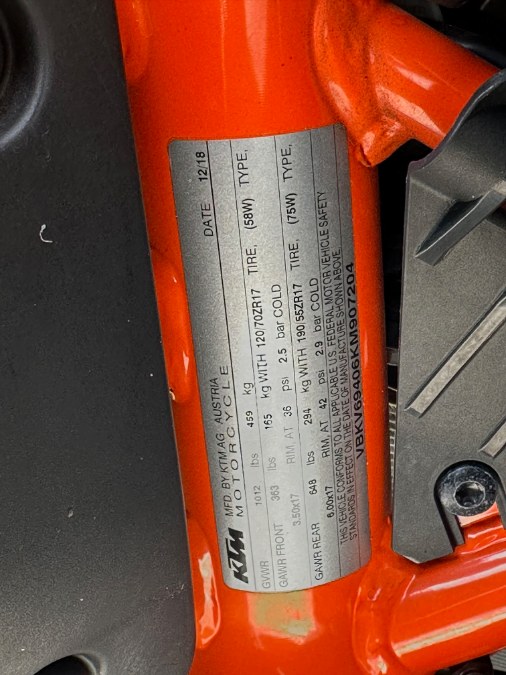 KTM MFD. BY KTM AG AUSTRIA DATE 12/18
MOTORCYCLE
GVWR 1012 lbs 459 kg
GAWR FRONT 363 lbs 165 kg WITH 120/70ZR17 TIRE, (58W) TYPE,
3.50x17 RIM, AT 36 psi 2.5 bar COLD
GAWR REAR 648 lbs 294 kg WITH 190/55ZR17 TIRE, (75W) TYPE,
6.00x17 RIM, AT 42 psi 2.9 bar COLD
THIS VEHICLE CONFORMS TO ALL APPLICABLE U.S. FEDERAL MOTOR VEHICLE SAFETY
STANDARDS IN EFFECT ON THE DATE OF MANUFACTURE SHOWN ABOVE.
VBKV69406KM907204